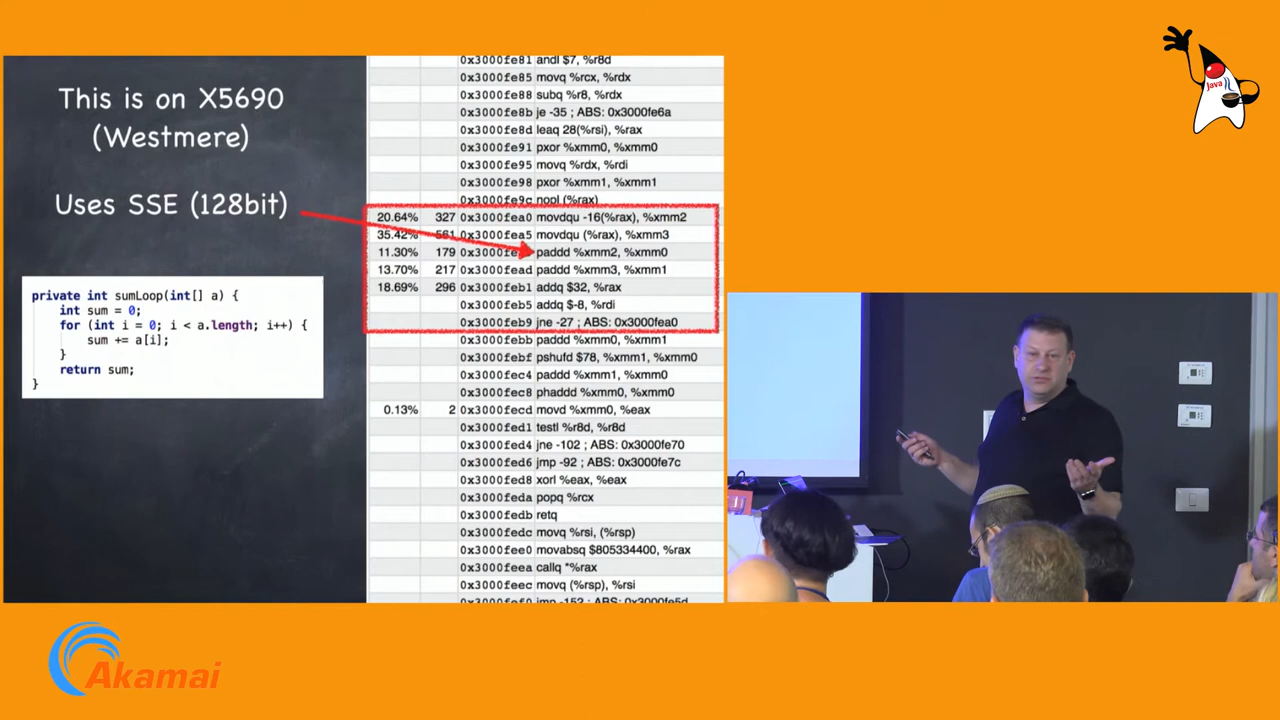 This is on X5690
(Westmere)
Uses SSE (128bit)
private int sumLoop(int[] a) {
int sum = 0;
for (int i = 0; i < a.length; i++) {
sum += a[i];
}
return sum;
}
0x3000fe81 andl $7, %r8d
0x3000fe85 movq %rcx, %rdx
0x3000fe88 subq %r8, %rdx
0x3000fe8b je -35 ; ABS: 0x3000fe6a
0x3000fe8d leaq 28(%rsi), %rax
0x3000fe91 pxor %xmm0, %xmm0
0x3000fe95 movq %rdx, %rdi
0x3000fe98 pxor %xmm1, %xmm1
0x3000fe9c nopl (%rax)
20.64% 327 0x3000fea0 movdqu -16(%rax), %xmm2
35.42% 561 0x3000fea5 movdqu (%rax), %xmm3
11.30% 179 paddd %xmm2, %xmm0
13.70% 217 0x3000fead paddd %xmm3, %xmm1
18.69% 296 0x3000feb1 addq $32, %rax
0x3000feb5 addq $-8, %rdi
0x3000feb9 jne -27 ; ABS: 0x3000fea0
0x3000febb paddd %xmm0, %xmm1
0x3000febf pshufd $78, %xmm1, %xmm0
0x3000fec4 paddd %xmm1, %xmm0
0x3000fec8 phaddd %xmm0, %xmm0
0.13% 2 0x3000fecd movd %xmm0, %eax
0x3000fed1 testl %r8d, %r8d
0x3000fed4 jne -102 ; ABS: 0x3000fe70
0x3000fed6 jmp -92 ; ABS: 0x3000fe7c
0x3000fed8 xorl %eax, %eax
0x3000feda popq %rcx
0x3000fedb retq
0x3000fedc movq %rsi, (%rsp)
0x3000fee0 movabsq $805334400, %rax
0x3000feea callq *%rax
0x3000feec movq (%rsp), %rsi
0x3000fef0 jmp -152 ; ABS: 0x3000fe5d
Java
Akamai